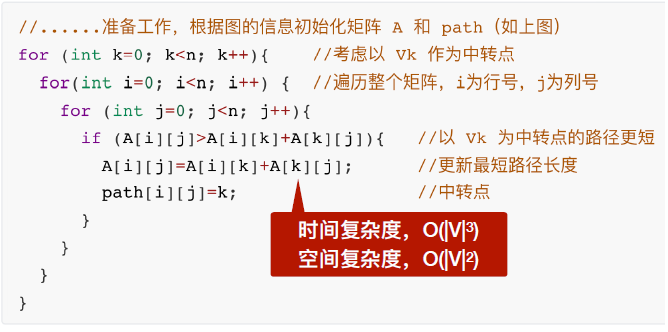 //......准备工作，根据图的信息初始化矩阵 A 和 path（如上图）
for (int k=0; k<n; k++){ //考虑以 Vk 作为中转点
for(int i=0; i<n; i++) { //遍历整个矩阵，i为行号，j为列号
for (int j=0; j<n; j++){
if (A[i][j]>A[i][k]+A[k][j]){ //以 Vk 为中转点的路径更短
A[i][j]=A[i][k]+A[k][j]; //更新最短路径长度
path[i][j]=k; //中转点
}
}
}
}
时间复杂度，O(|V|³)
空间复杂度，O(|V|²)